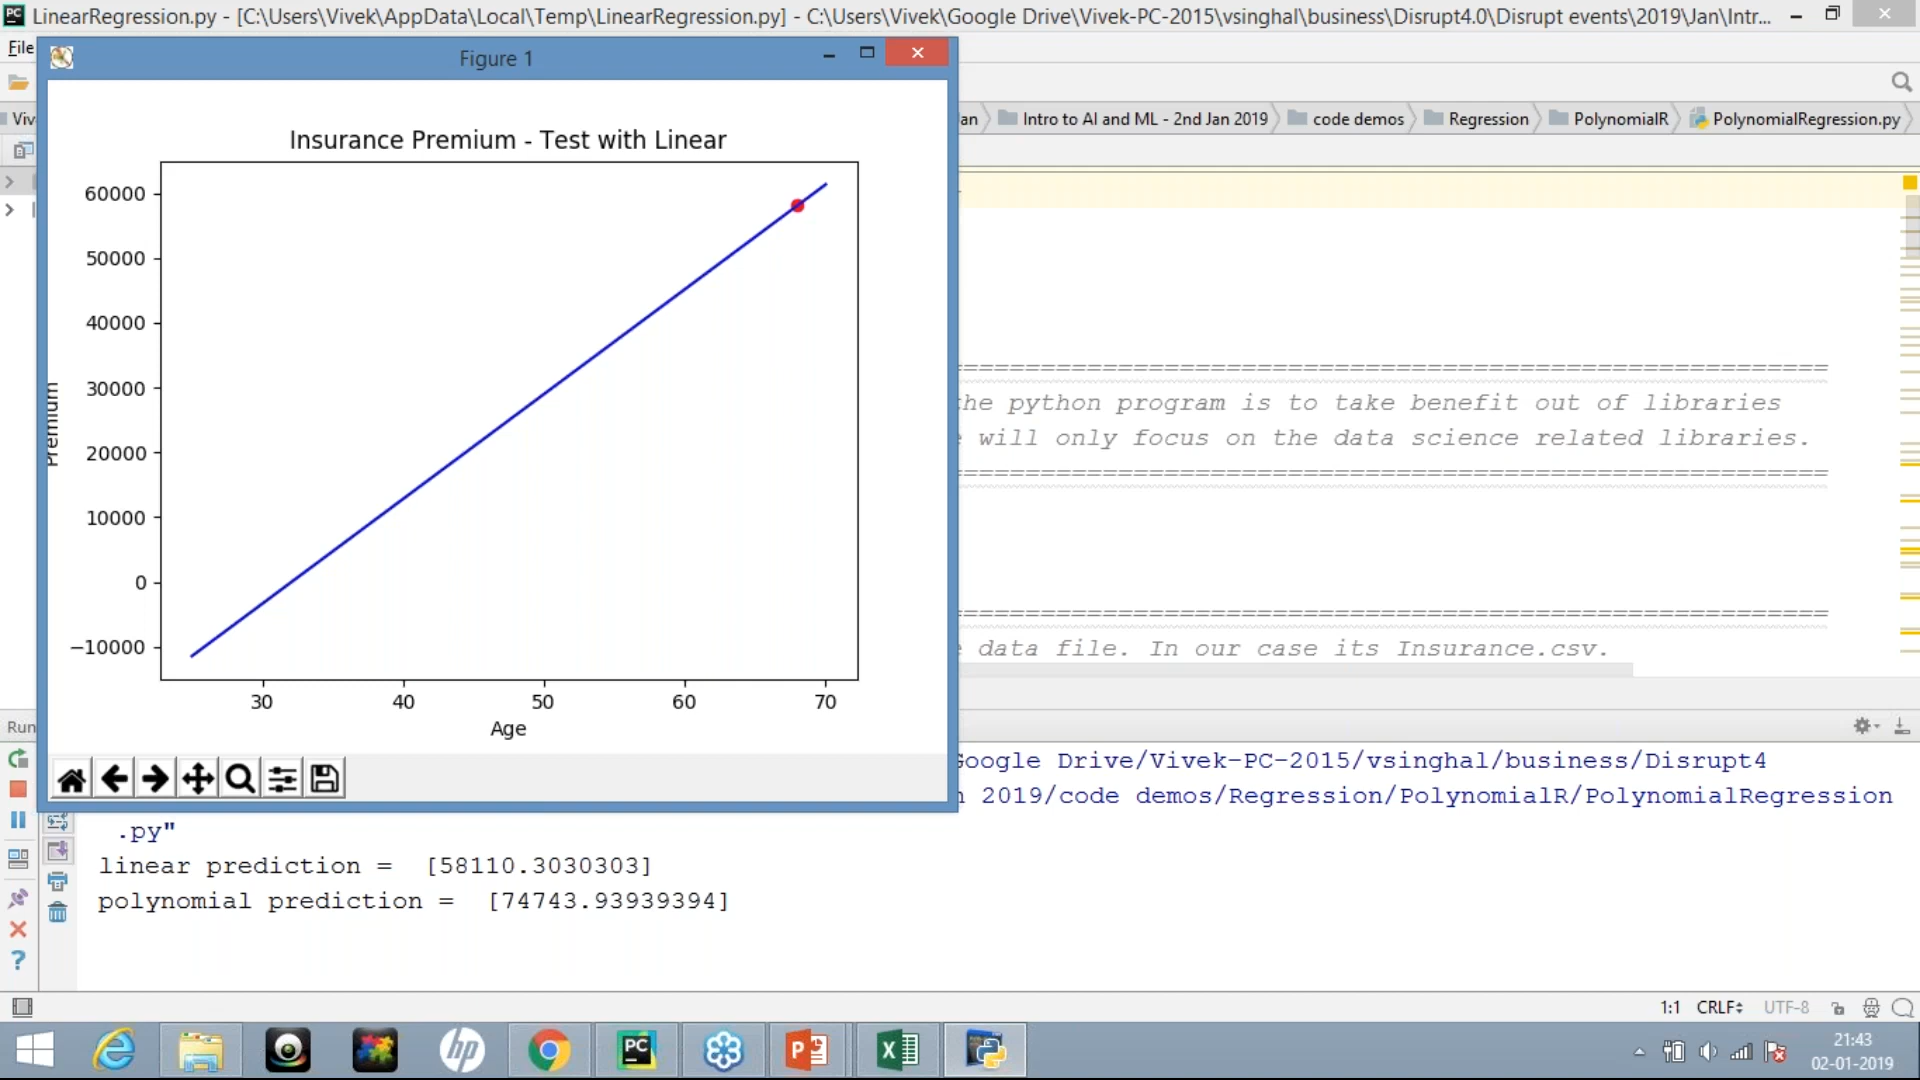 LinearRegression.py - [C:\Users\Vivek\AppData\Local\Temp\LinearRegression.py] - C:\Users\Vivek\Google Drive\Vivek-PC-2015\vsinghal\business\Disrupt4.0\Disrupt events\2019\Jan\Intr...
File
Figure 1
Viv
an
Intro to AI and ML - 2nd Jan 2019
code demos
Regression
PolynomialR
PolynomialRegression.py
Insurance Premium - Test with Linear
60000
50000
40000
30000
20000
10000
0
−10000
Premium
30 40 50 60 70
Age
the python program is to take benefit out of libraries
will only focus on the data science related libraries.
data file. In our case its Insurance.csv.
Run
Google Drive/Vivek-PC-2015/vsinghal/business/Disrupt4
2019/code demos/Regression/PolynomialR/PolynomialRegression
.py"
linear prediction =  [58110.3030303]
polynomial prediction =  [74743.93939394]
1:1 CRLF UTF-8
21:43
02-01-2019